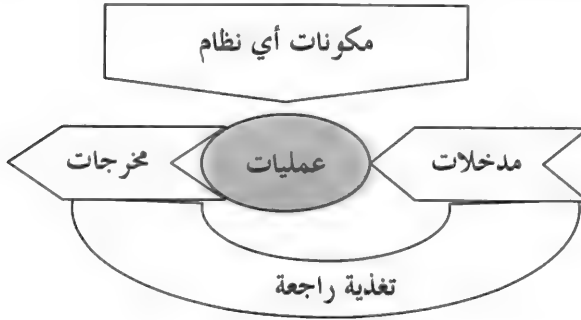 مكونات أي نظام
مدخلات
عمليات
مخرجات
تغذية راجعة